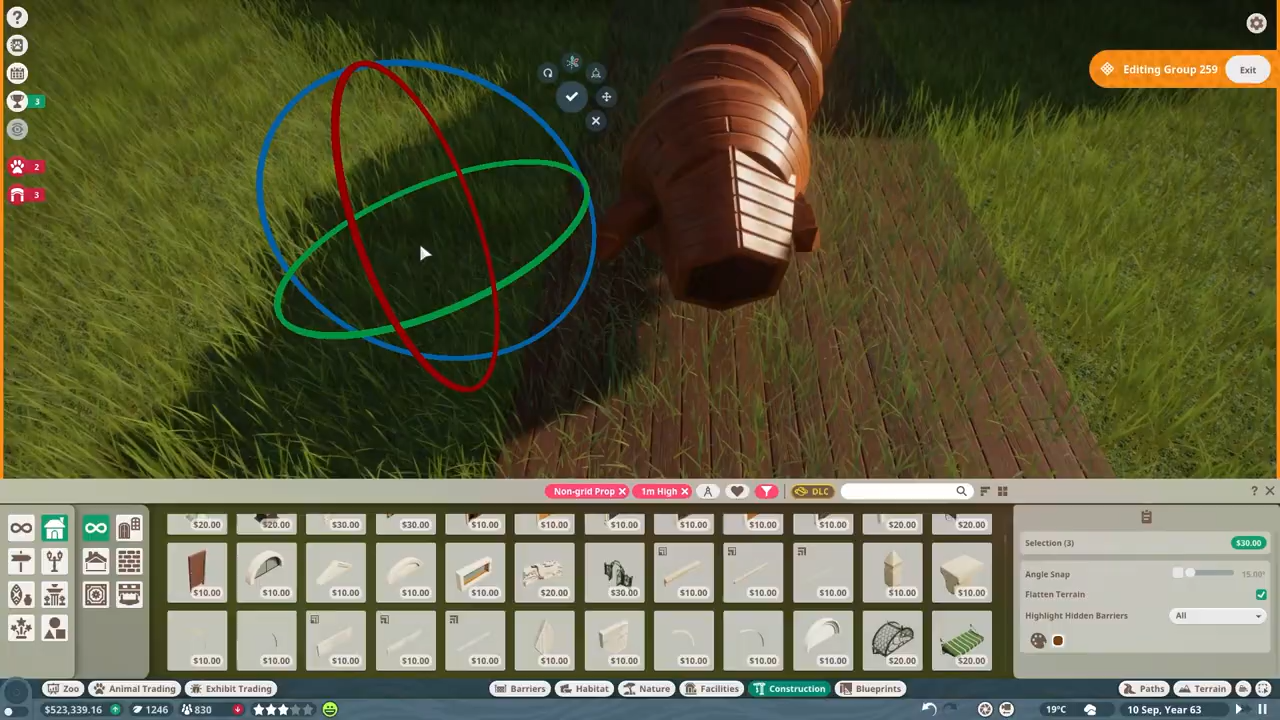 ?
Editing Group 259 Exit
3
2
3
Non-grid Prop 1m High DLC ?
$20.00 $20.00 $30.00 $30.00 $10.00 $10.00 $10.00 $10.00 $10.00 $10.00 $20.00 $20.00
$10.00 $10.00 $10.00 $10.00 $10.00 $20.00 $30.00 $10.00 $10.00 $10.00 $10.00 $10.00
$10.00 $10.00 $10.00 $10.00 $10.00 $10.00 $10.00 $10.00 $10.00 $10.00 $20.00 $20.00
Selection (3) $30.00
Angle Snap 15.00°
Flatten Terrain
Highlight Hidden Barriers All
Zoo Animal Trading Exhibit Trading Barriers Habitat Nature Facilities Construction Blueprints Paths Terrain
$523,339.16 1246 830 19°C 10 Sep, Year 63